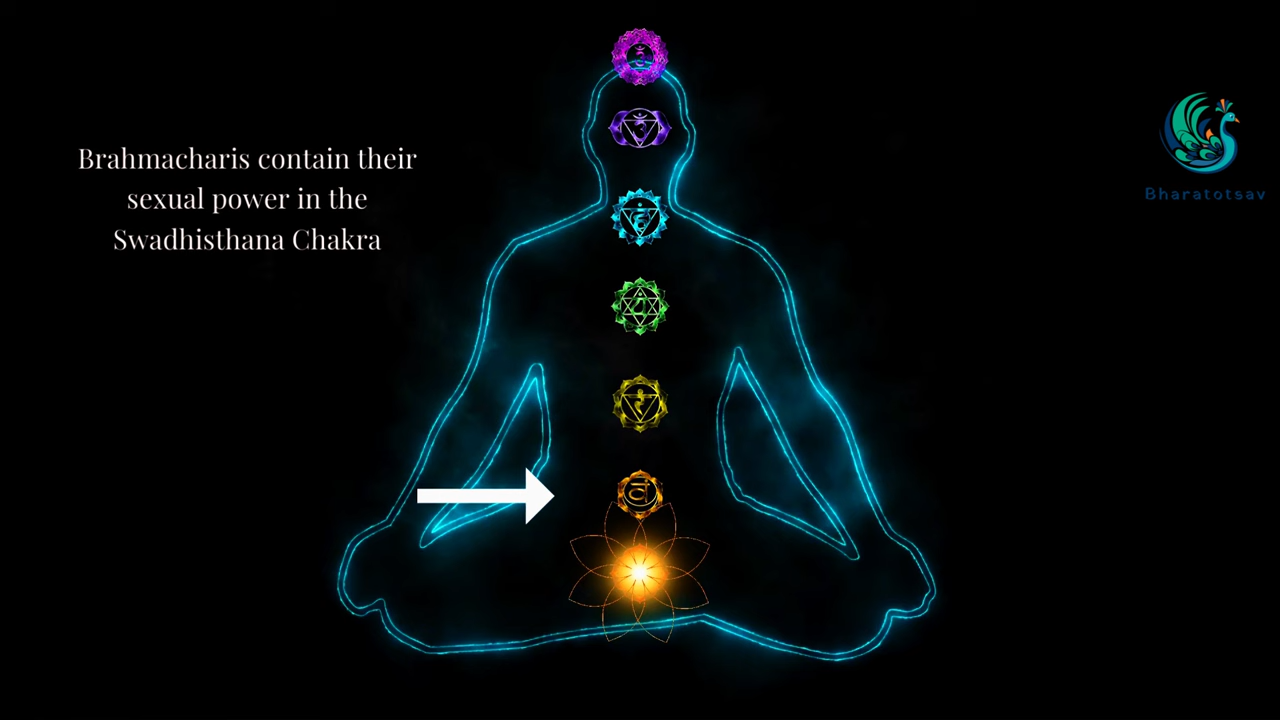 Brahmacharis contain their
sexual power in the
Swadhisthana Chakra
Bharatotsav
ॐ
वं